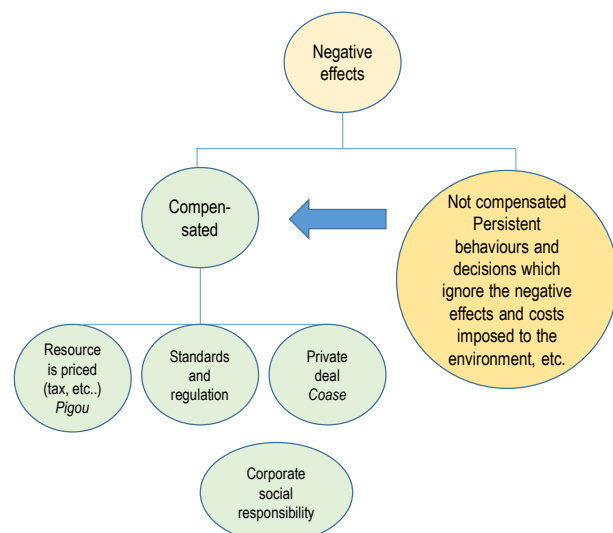 Negative
effects
Compen-
sated
Not compensated
Persistent
behaviours and
decisions which
ignore the negative
effects and costs
imposed to the
environment, etc.
Resource
is priced
(tax, etc..)
Pigou
Standards
and
regulation
Private
deal
Coase
Corporate
social
responsibility